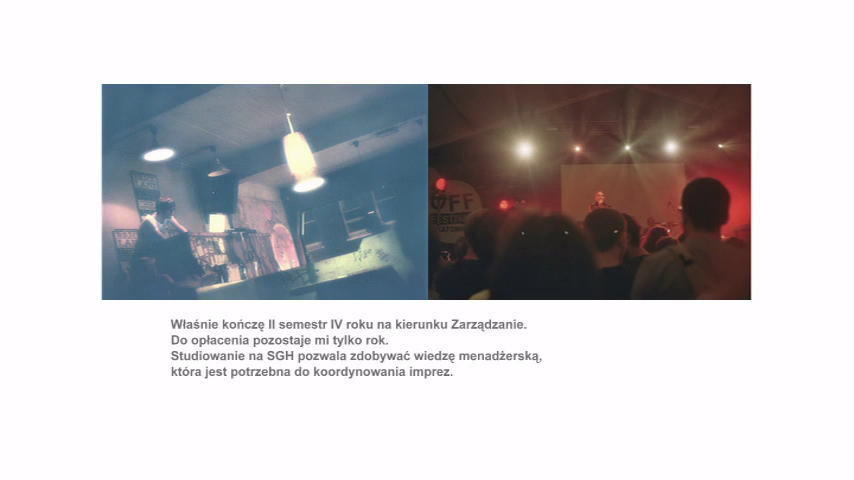 OFF
Właśnie kończę II semestr IV roku na kierunku Zarządzanie.
Do opłacenia pozostaje mi tylko rok.
Studiowanie na SGH pozwala zdobywać wiedzę menadżerską,
która jest potrzebna do koordynowania imprez.